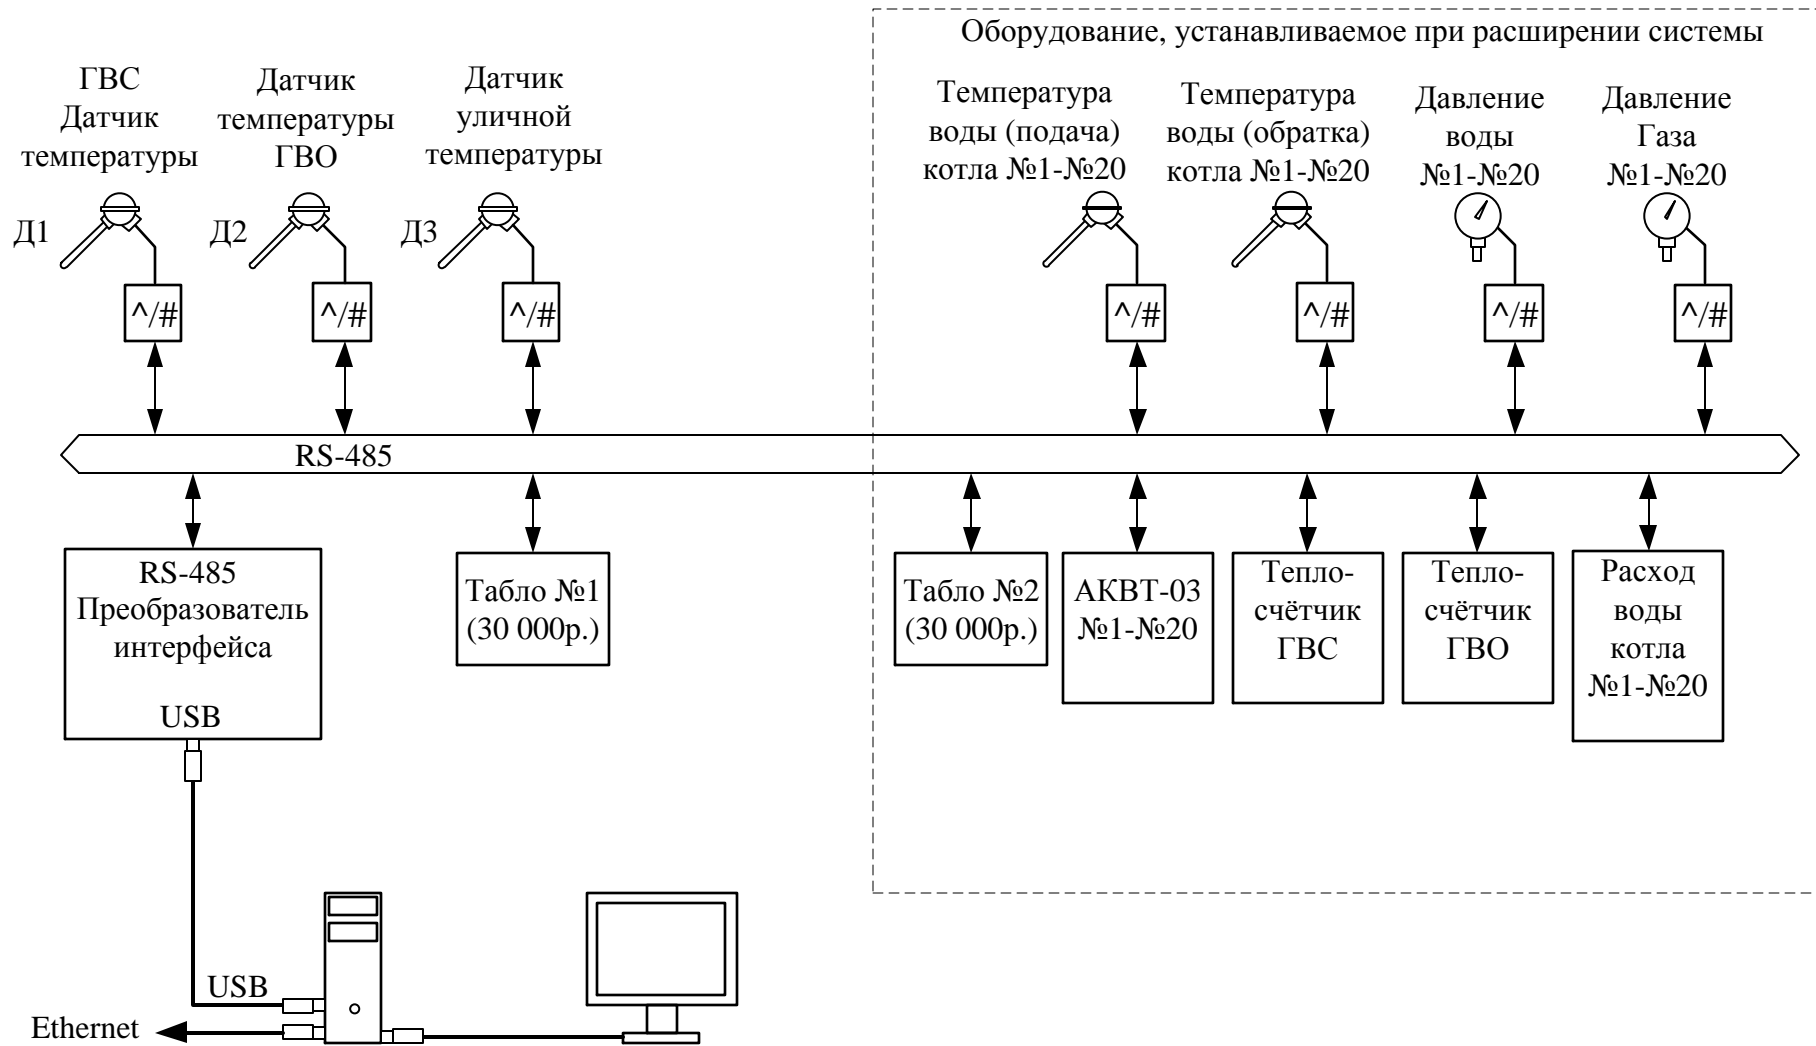 Оборудование, устанавливаемое при расширении системы
ГВС
Датчик
температуры
Датчик
температуры
ГВО
Датчик
уличной
температуры
Температура
воды (подача)
котла №1-№20
Температура
воды (обратка)
котла №1-№20
Давление
воды
№1-№20
Давление
Газа
№1-№20
Д1
Д2
Д3
^/#
^/#
^/#
^/#
^/#
^/#
^/#
RS-485
RS-485
Преобразователь
интерфейса
USB
Табло №1
(30 000р.)
Табло №2
(30 000р.)
АКВТ-03
№1-№20
Тепло-
счётчик
ГВС
Тепло-
счётчик
ГВО
Расход
воды
котла
№1-№20
USB
Ethernet